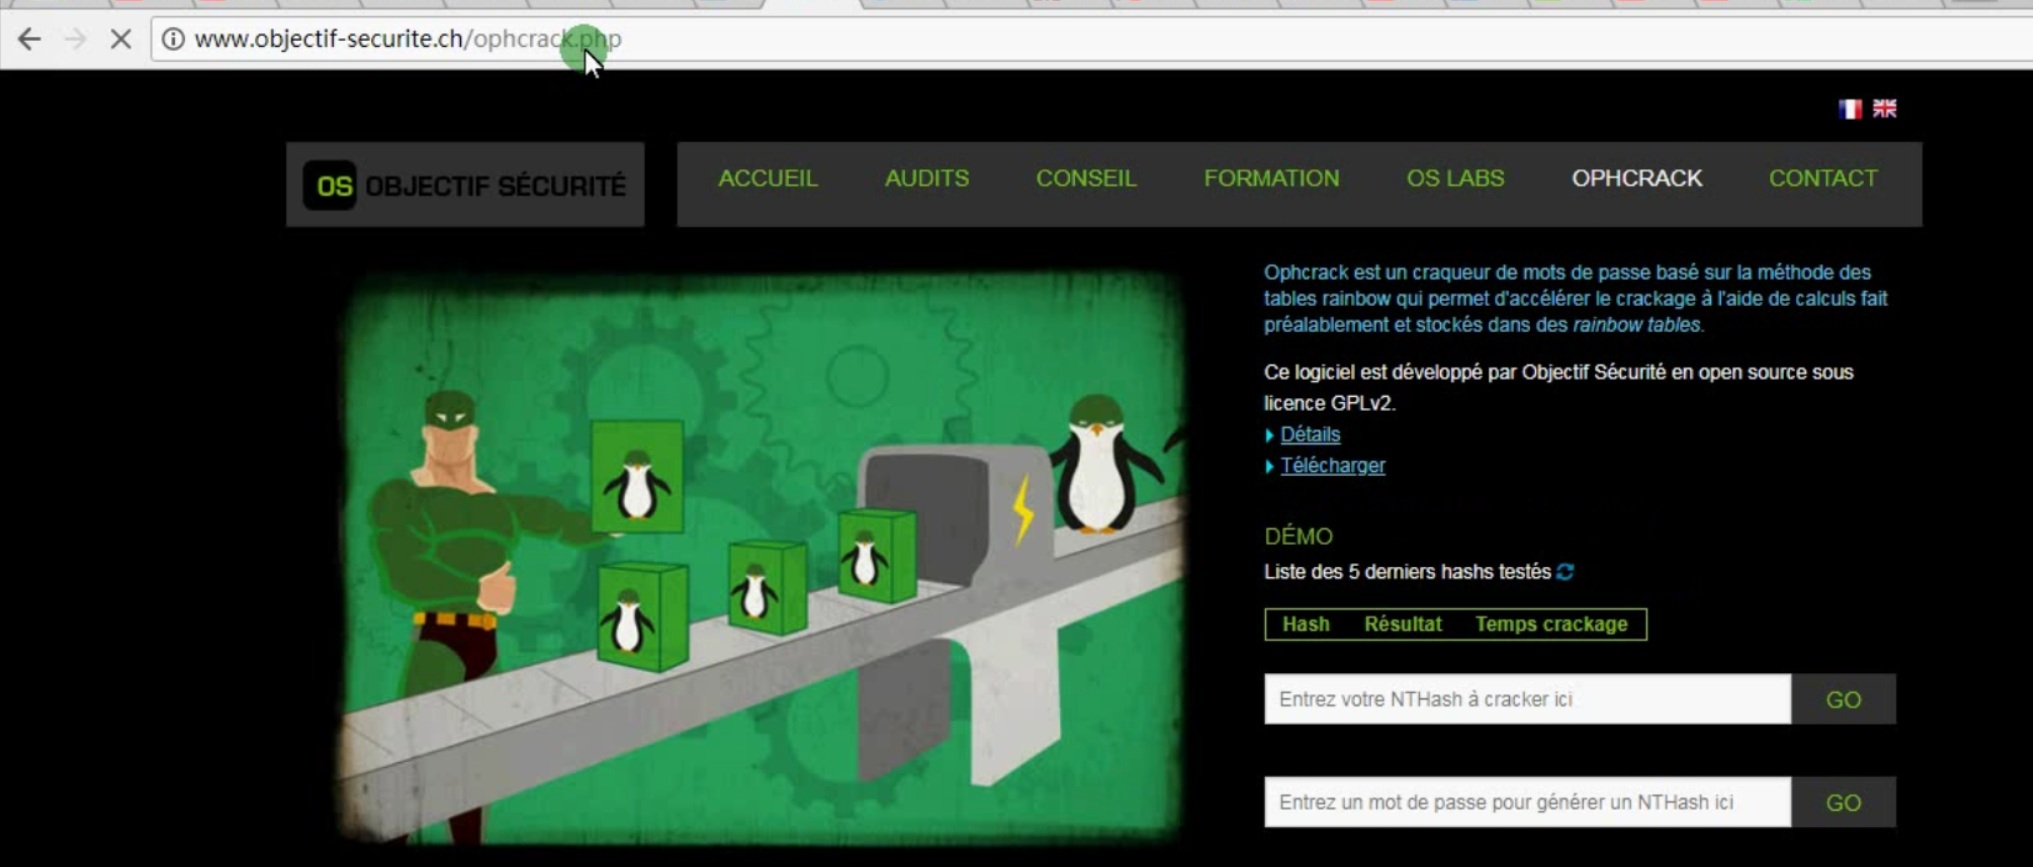 www.objectif-securite.ch/ophcrack.php
OS OBJECTIF SÉCURITÉ
ACCUEIL AUDITS CONSEIL FORMATION OS LABS OPHCRACK CONTACT
Ophcrack est un craqueur de mots de passe basé sur la méthode des
tables rainbow qui permet d'accélérer le crackage à l'aide de calculs fait
préalablement et stockés dans des rainbow tables.
Ce logiciel est développé par Objectif Sécurité en open source sous
licence GPLv2.
Détails
Télécharger
DÉMO
Liste des 5 derniers hashs testés
Hash Résultat Temps crackage
Entrez votre NTHash à cracker ici GO
Entrez un mot de passe pour générer un NTHash ici GO